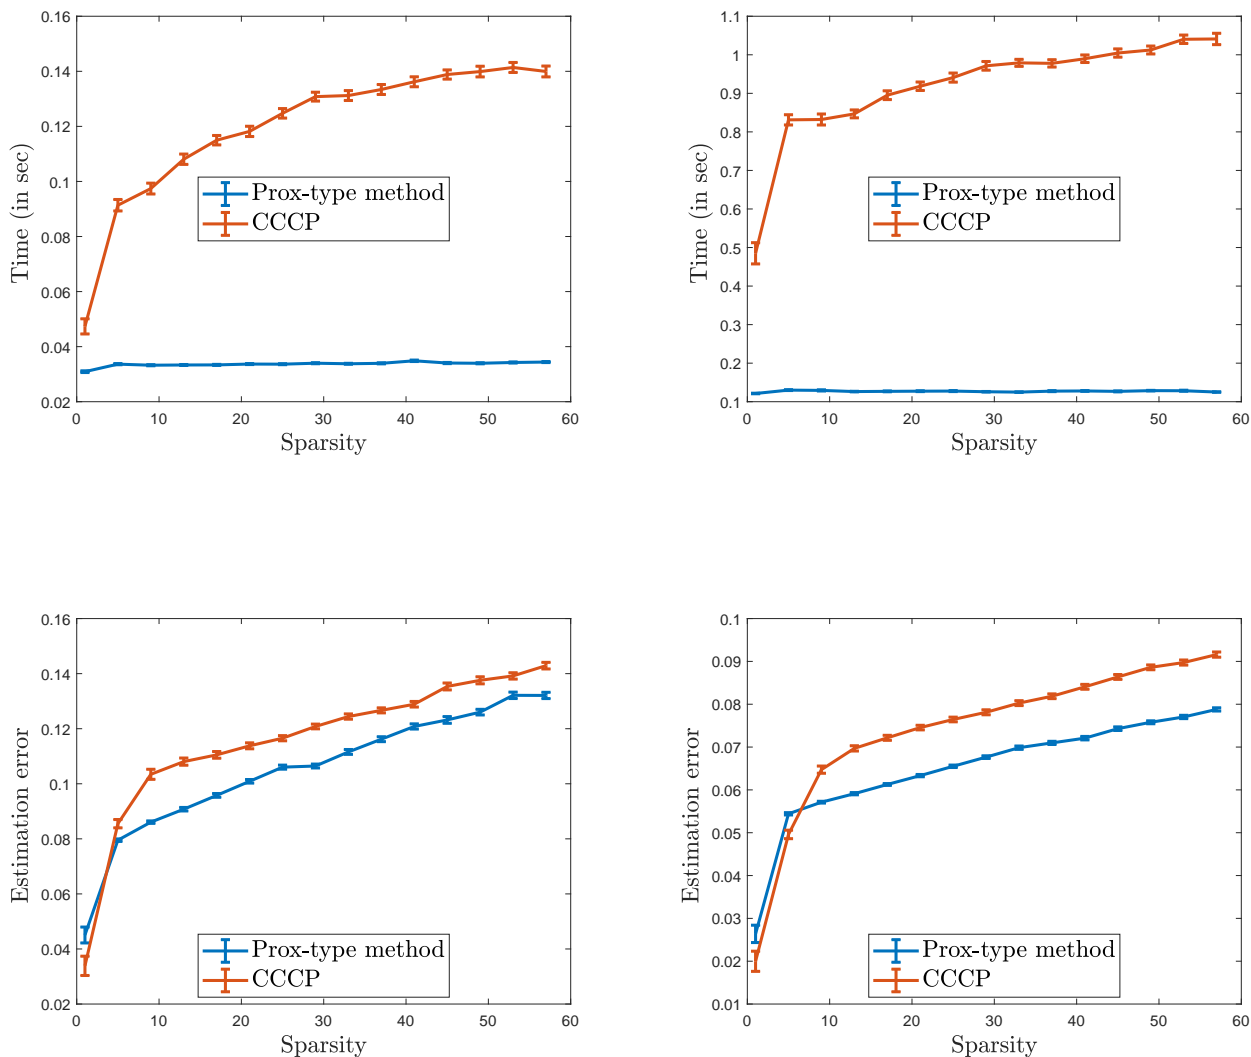 0.16
0.14
0.12
0.1
0.08
0.06
0.04
0.02
0 10 20 30 40 50 60
Time (in sec)
Sparsity
Prox-type method
CCCP
1.1
1
0.9
0.8
0.7
0.6
0.5
0.4
0.3
0.2
0.1
0 10 20 30 40 50 60
Time (in sec)
Sparsity
Prox-type method
CCCP
0.16
0.14
0.12
0.1
0.08
0.06
0.04
0.02
0 10 20 30 40 50 60
Estimation error
Sparsity
Prox-type method
CCCP
0.1
0.09
0.08
0.07
0.06
0.05
0.04
0.03
0.02
0.01
0 10 20 30 40 50 60
Estimation error
Sparsity
Prox-type method
CCCP